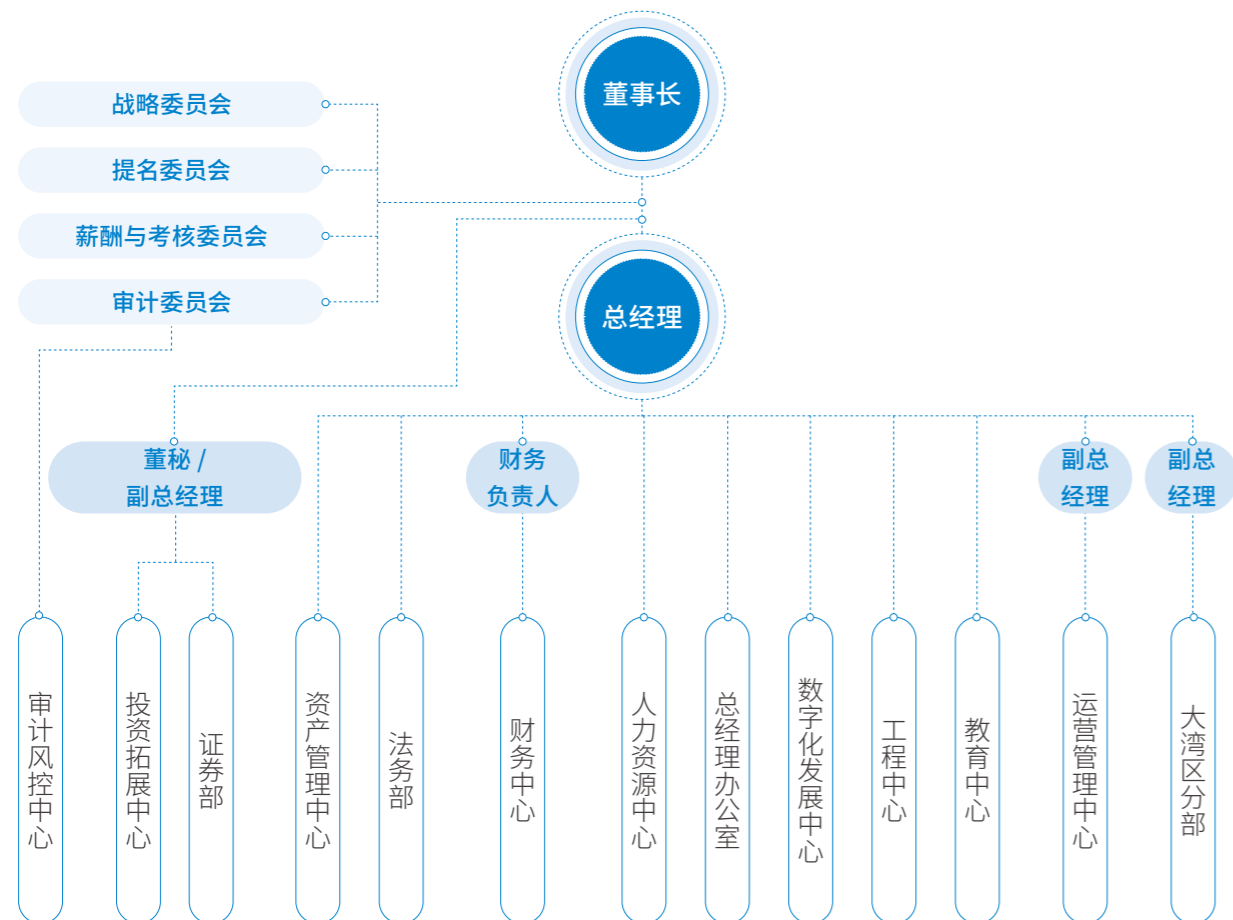 董事长
战略委员会
提名委员会
薪酬与考核委员会
审计委员会
总经理
董秘 /
副总经理
财务
负责人
副总
经理
副总
经理
审计风控中心
投资拓展中心
证券部
资产管理中心
法务部
财务中心
人力资源中心
总经理办公室
数字化发展中心
工程中心
教育中心
运营管理中心
大湾区分部